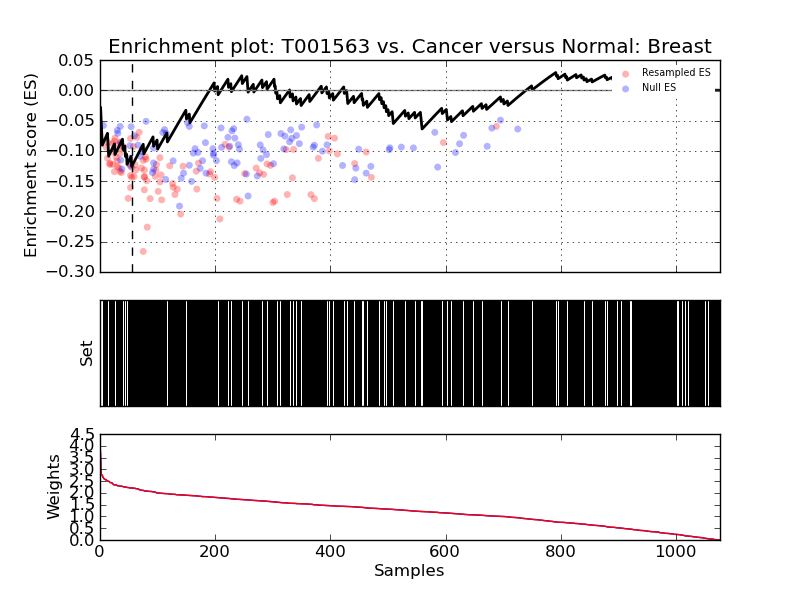 Enrichment plot: T001563 vs. Cancer versus Normal: Breast
Enrichment score (ES)
0.05
0.00
−0.05
−0.10
−0.15
−0.20
−0.25
−0.30
Resampled ES
Null ES
Set
Weights
4.5
4.0
3.5
3.0
2.5
2.0
1.5
1.0
0.5
0.0
0 200 400 600 800 1000
Samples